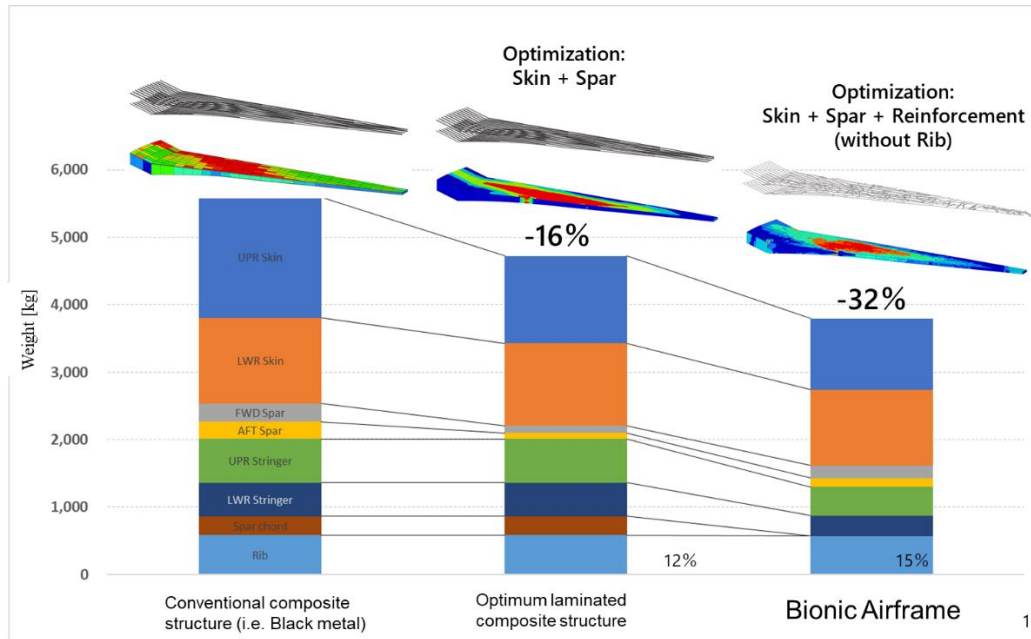 Optimization:
Skin + Spar
Optimization:
Skin + Spar + Reinforcement
(without Rib)
-16%
-32%
Weight [kg]
6,000
5,000
4,000
3,000
2,000
1,000
0
UPR Skin
LWR Skin
FWD Spar
AFT Spar
UPR Stringer
LWR Stringer
Spar chord
Rib
12%
15%
Conventional composite
structure (i.e. Black metal)
Optimum laminated
composite structure
Bionic Airframe
1